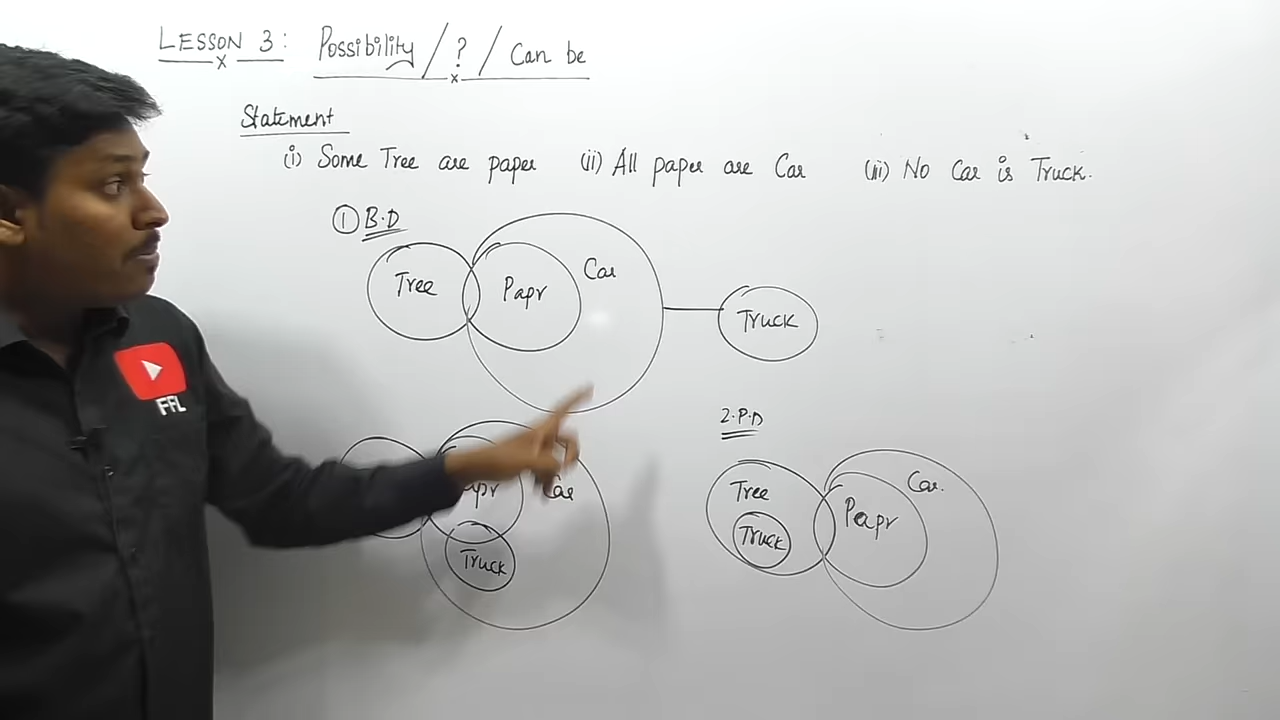 LESSON 3: Possibility / ? / Can be
x x
Statement
(i) Some Tree are paper (ii) All paper are Car (iii) No Car is Truck.
① B.D
Tree Papr Car
Truck
2.P.D
Car
Truck
Tree Car.
Papr
Truck
FFL